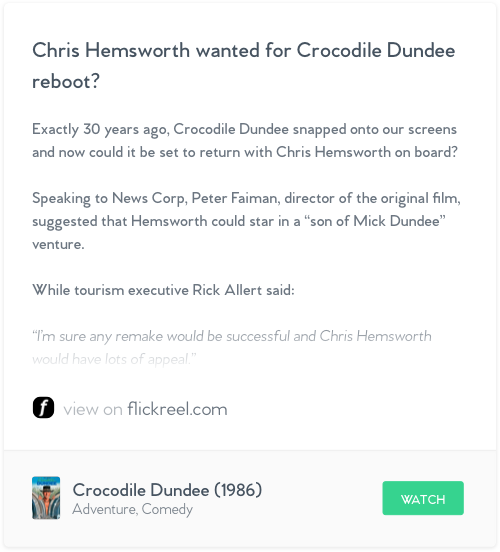 Chris Hemsworth wanted for Crocodile Dundee
reboot?
Exactly 30 years ago, Crocodile Dundee snapped onto our screens
and now could it be set to return with Chris Hemsworth on board?
Speaking to News Corp, Peter Faiman, director of the original film,
suggested that Hemsworth could star in a “son of Mick Dundee”
venture.
While tourism executive Rick Allert said:
“I’m sure any remake would be successful and Chris Hemsworth
would have lots of appeal.”
f view on flickreel.com
Crocodile Dundee (1986)
Adventure, Comedy
WATCH